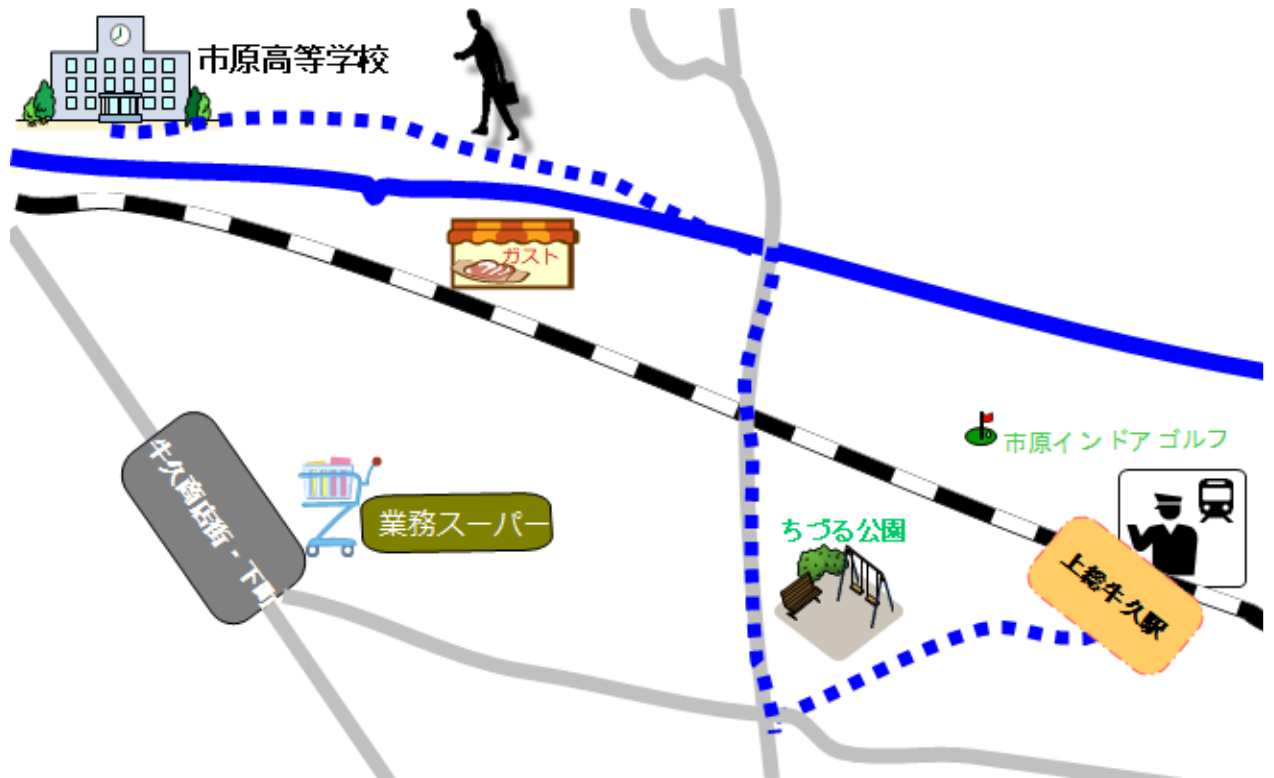 市原高等学校
ガスト
市原インドアゴルフ
牛久商店街・下町
業務スーパー
ちづる公園
上総牛久駅